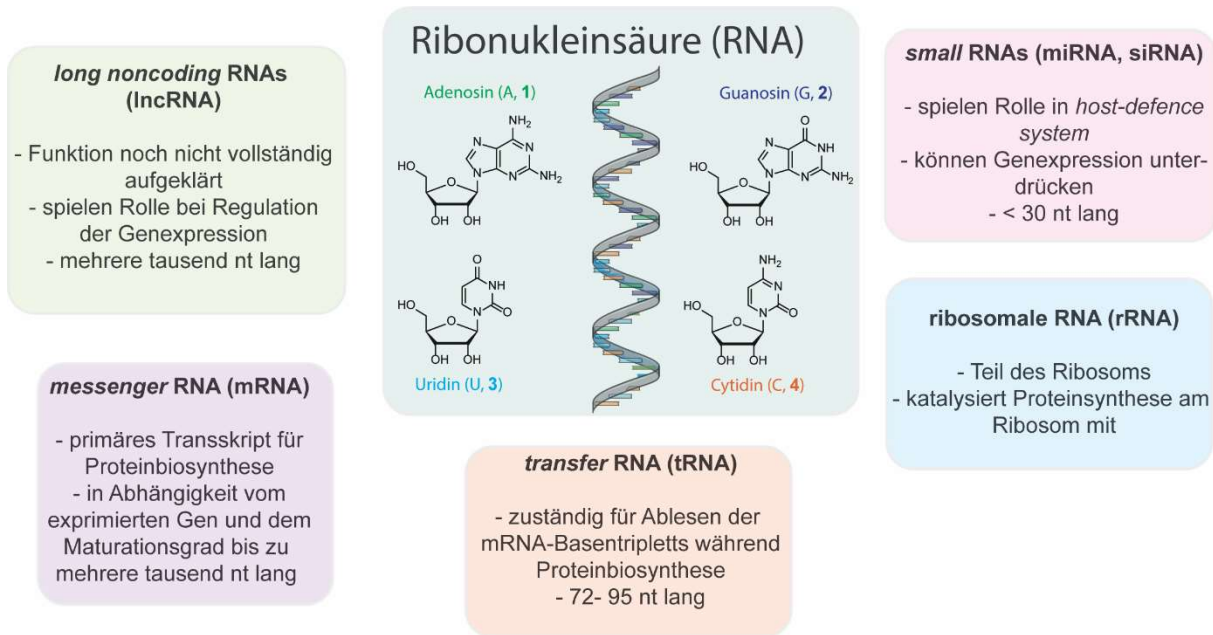 Ribonukleinsäure (RNA)
Adenosin (A, 1)
NH2
N
N
N
N
NH2
HO
O
OH OH
Guanosin (G, 2)
O
N
NH
N
N
NH2
HO
O
OH OH
O
NH
N
O
HO
O
OH OH
Uridin (U, 3)
NH2
N
N
O
HO
O
OH OH
Cytidin (C, 4)
long noncoding RNAs
(lncRNA)
- Funktion noch nicht vollständig
aufgeklärt
- spielen Rolle bei Regulation
der Genexpression
- mehrere tausend nt lang
small RNAs (miRNA, siRNA)
- spielen Rolle in host-defence
system
- können Genexpression unter-
drücken
- < 30 nt lang
messenger RNA (mRNA)
- primäres Transskript für
Proteinbiosynthese
- in Abhängigkeit vom
exprimierten Gen und dem
Maturationsgrad bis zu
mehrere tausend nt lang
transfer RNA (tRNA)
- zuständig für Ablesen der
mRNA-Basentripletts während
Proteinbiosynthese
- 72- 95 nt lang
ribosomale RNA (rRNA)
- Teil des Ribosoms
- katalysiert Proteinsynthese am
Ribosom mit